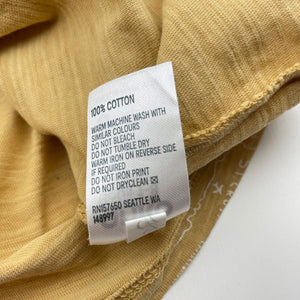 100% COTTON
WARM MACHINE WASH WITH
SIMILAR COLOURS
DO NOT BLEACH
DO NOT TUMBLE DRY
WARM IRON ON REVERSE SIDE
IF REQUIRED
DO NOT IRON PRINT
DO NOT DRYCLEAN
RN157650 SEATTLE WA
148997